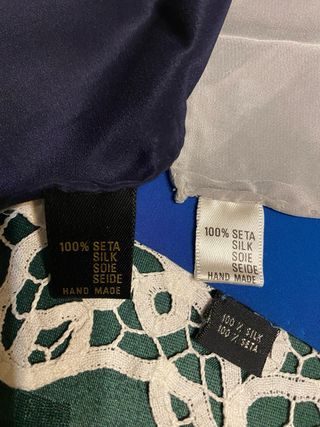 100% SETA
SILK
SOIE
SEIDE
HAND MADE
100% SETA
SILK
SOIE
SEIDE
HAND MADE
100 % SILK
100 % SETA